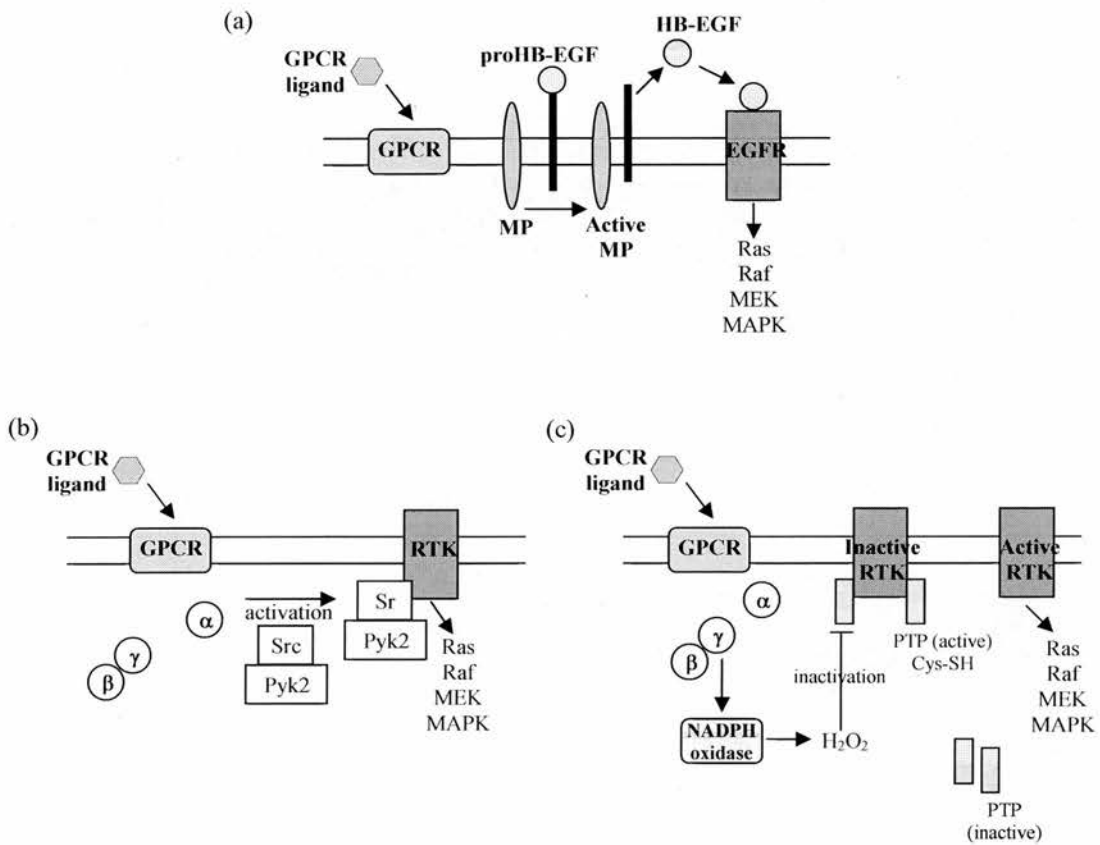 (a)
GPCR
ligand
proHB-EGF
HB-EGF
GPCR
EGFR
MP
Active
MP
Ras
Raf
MEK
MAPK
(b)
GPCR
ligand
GPCR
RTK
α
activation
Sr
Src
Pyk2
Pyk2
γ
β
Ras
Raf
MEK
MAPK
(c)
GPCR
ligand
GPCR
Inactive
RTK
Active
RTK
α
γ
β
PTP (active)
Cys-SH
inactivation
NADPH
oxidase
H₂O₂
Ras
Raf
MEK
MAPK
PTP
(inactive)